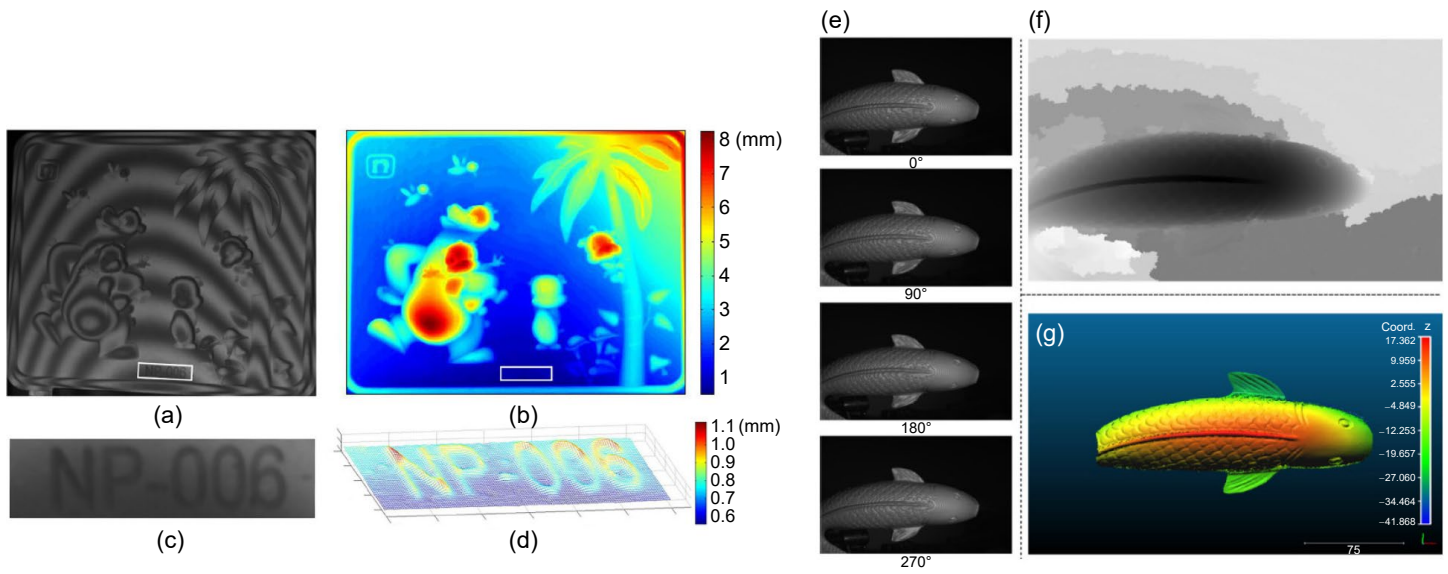 (a)
n
8 (mm)
7
6
5
4
3
2
1
(b)
NP-006
(c)
NP-006
1.1 (mm)
1.0
0.9
0.8
0.7
0.6
(d)
(e)
0°
90°
180°
270°
(f)
(g)
Coord. z
17.362
9.959
2.555
−4.849
−12.253
−19.657
−27.060
−34.464
−41.868
75